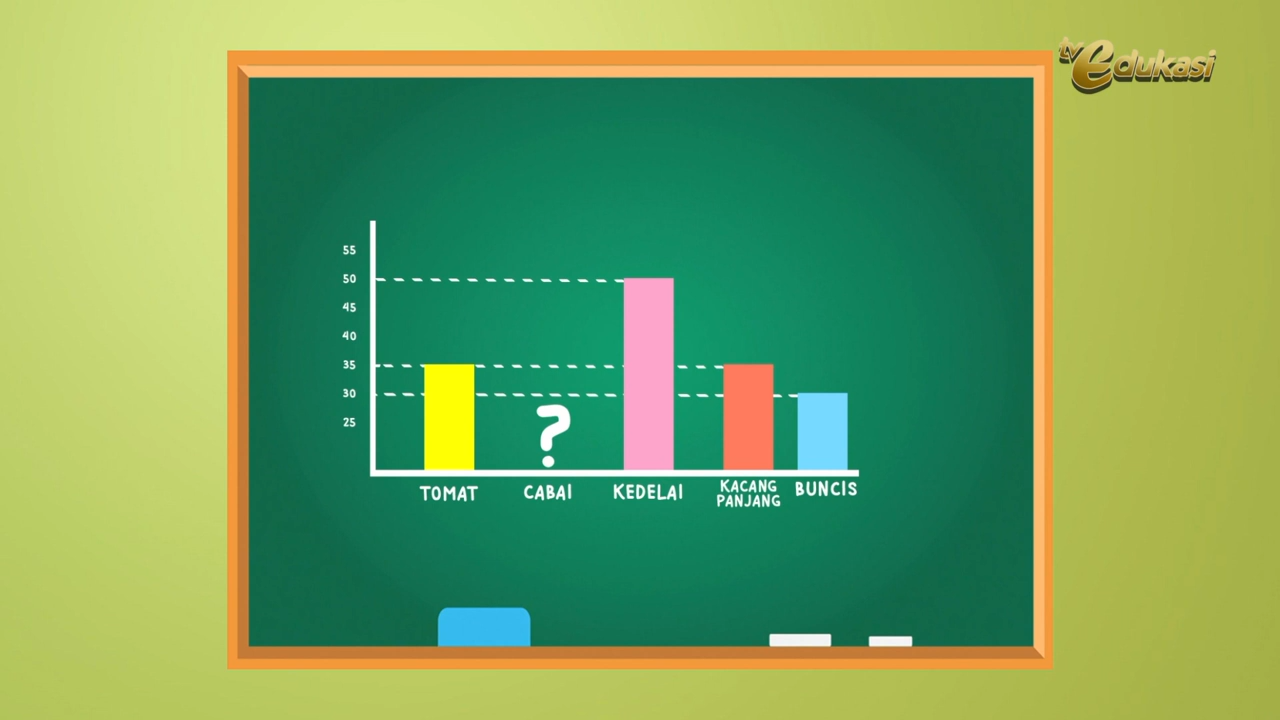 tv edukasi
55
50
45
40
35
30
25
?
TOMAT
CABAI
KEDELAI
KACANG
PANJANG
BUNCIS